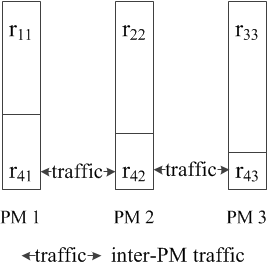 r11 r22 r33
r41 traffic r42 traffic r43
PM 1 PM 2 PM 3
traffic inter-PM traffic